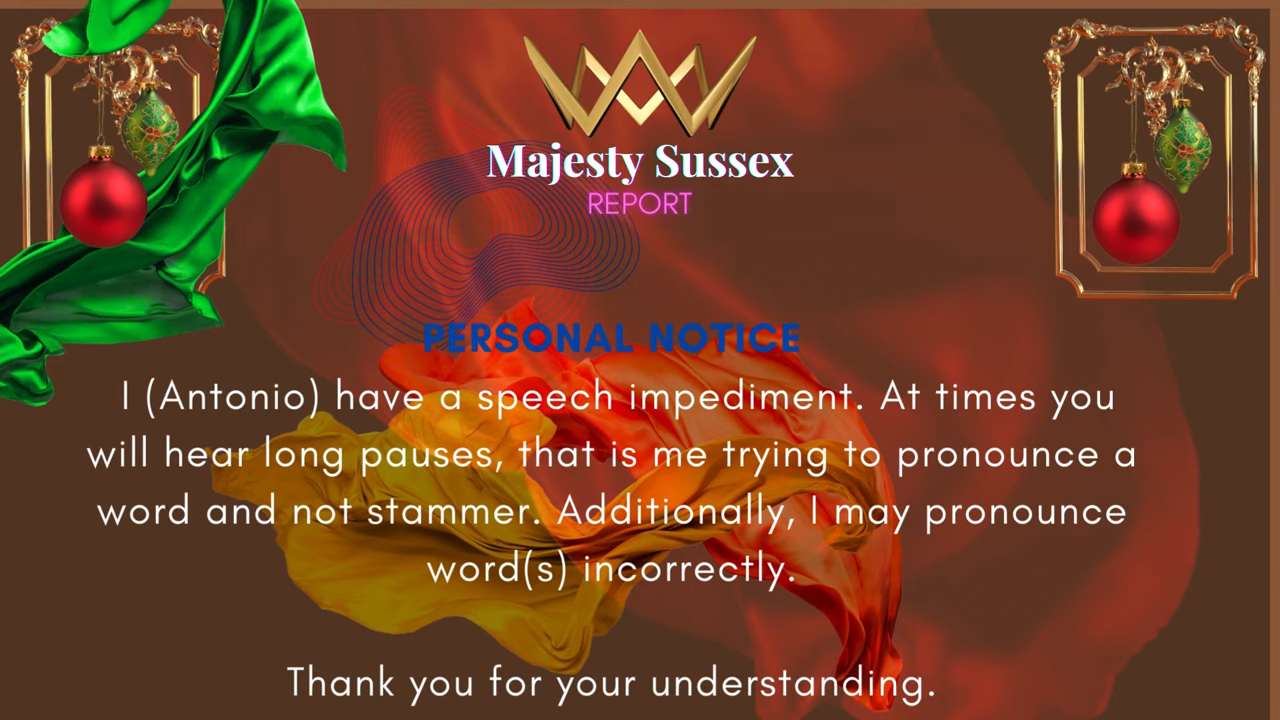 Majesty Sussex
REPORT
PERSONAL NOTICE
I (Antonio) have a speech impediment. At times you
will hear long pauses, that is me trying to pronounce a
word and not stammer. Additionally, I may pronounce
word(s) incorrectly.
Thank you for your understanding.